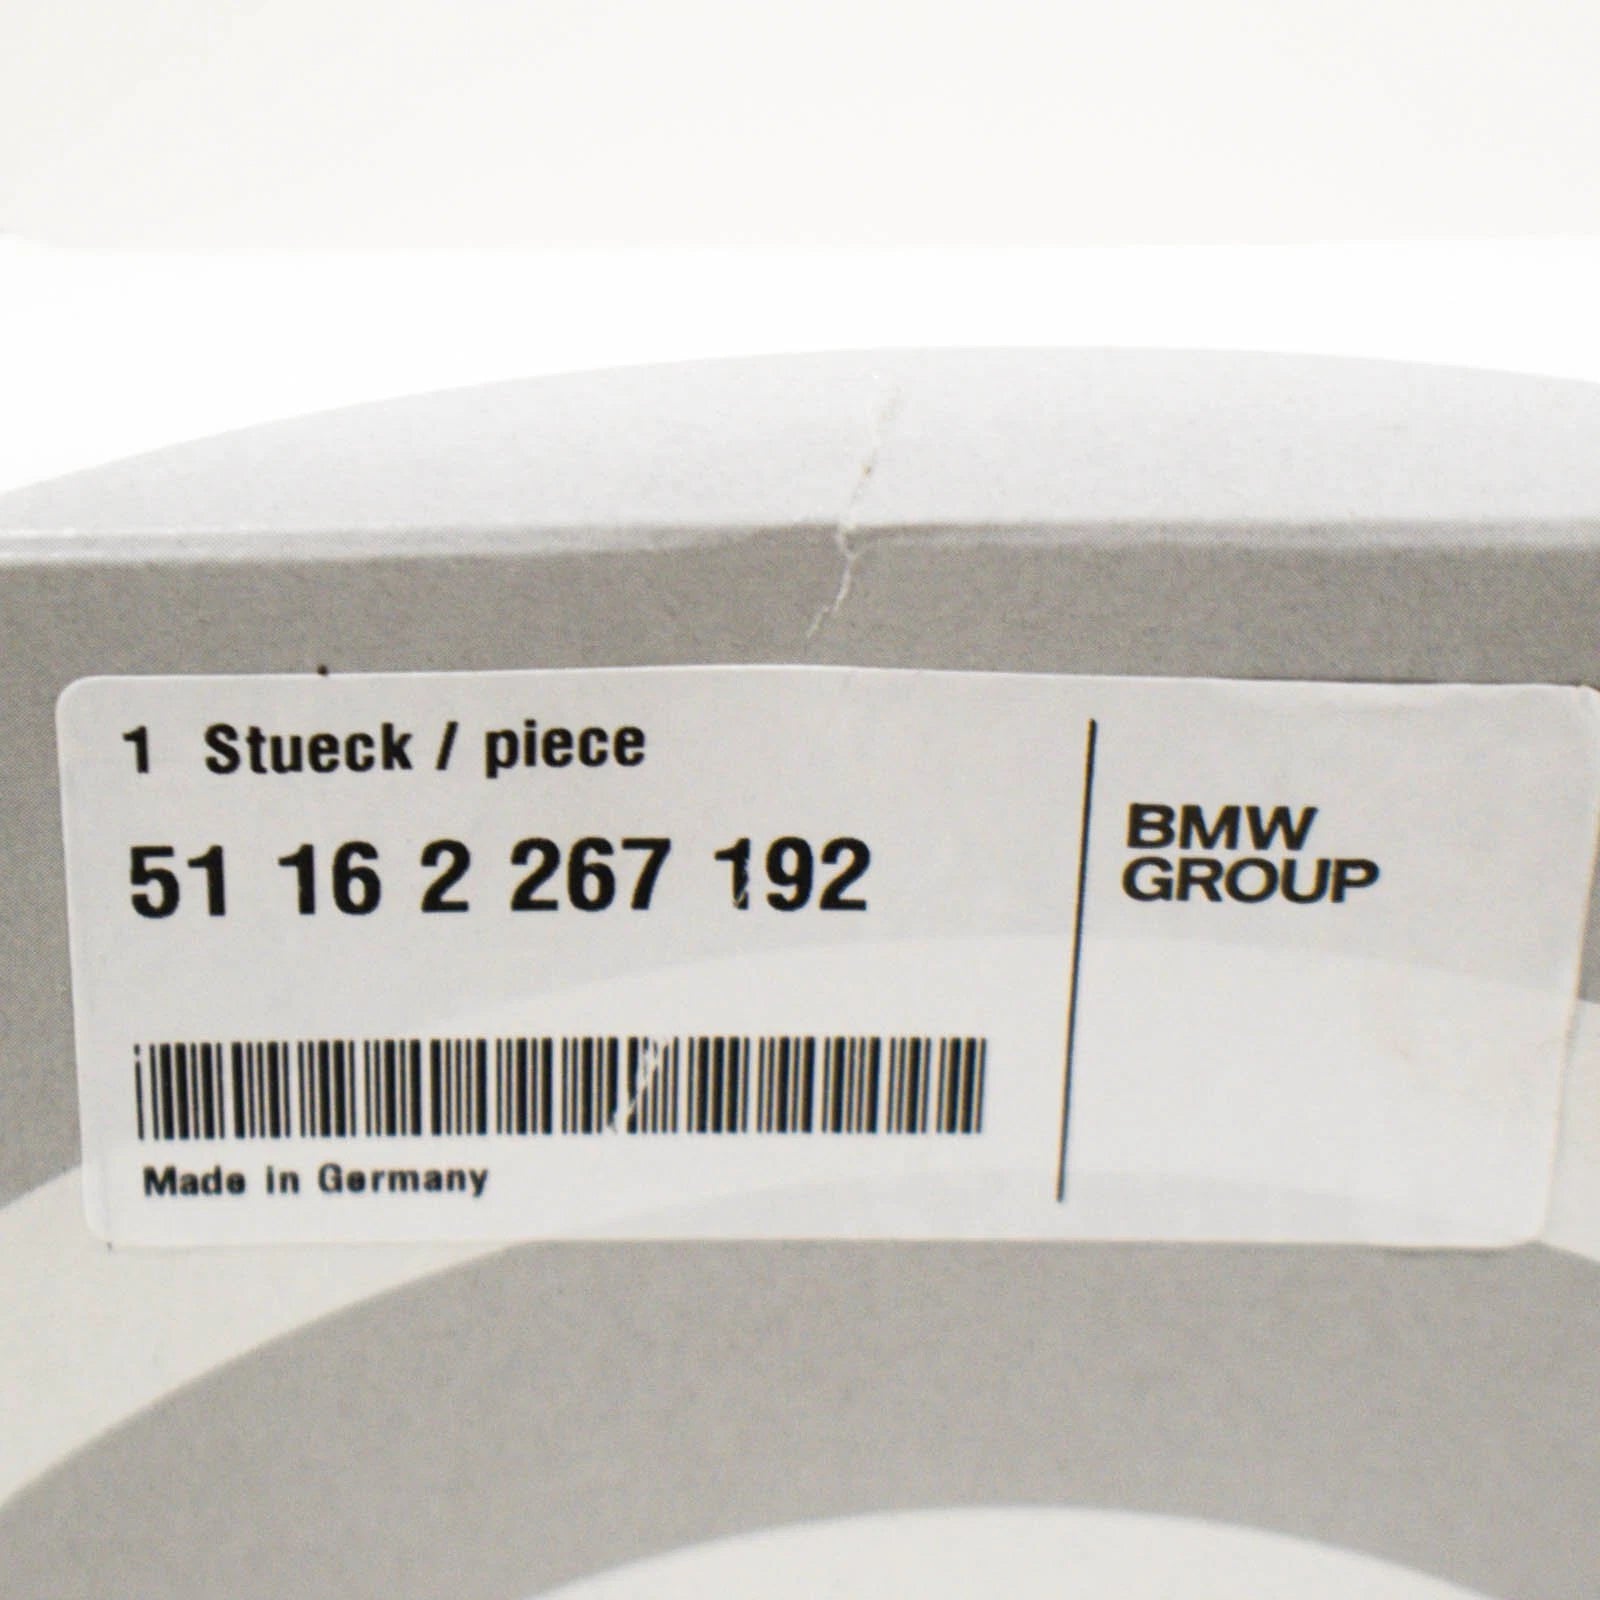 1 Stueck / piece
51 16 2 267 192
Made in Germany
BMW
GROUP